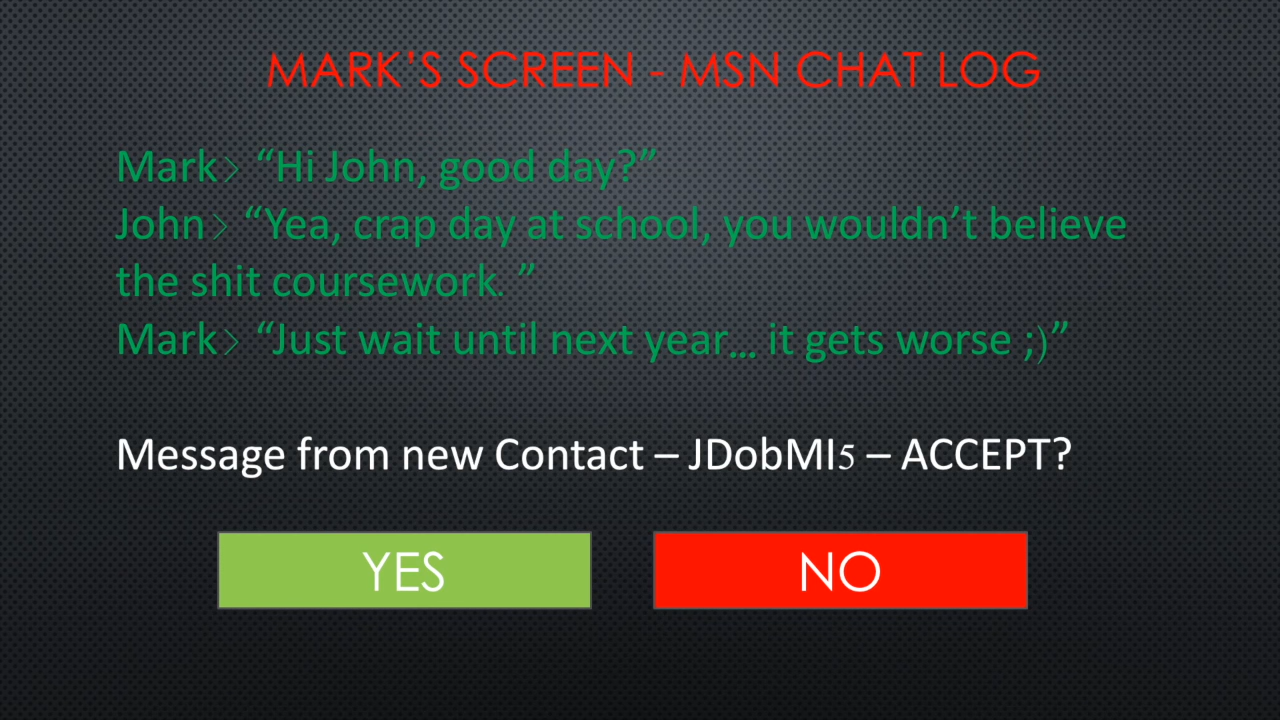 MARK’S SCREEN - MSN CHAT LOG
Mark> “Hi John, good day?”
John> “Yea, crap day at school, you wouldn’t believe
the shit coursework. ”
Mark> “Just wait until next year… it gets worse ;)”
Message from new Contact – JDobMI5 – ACCEPT?
YES
NO